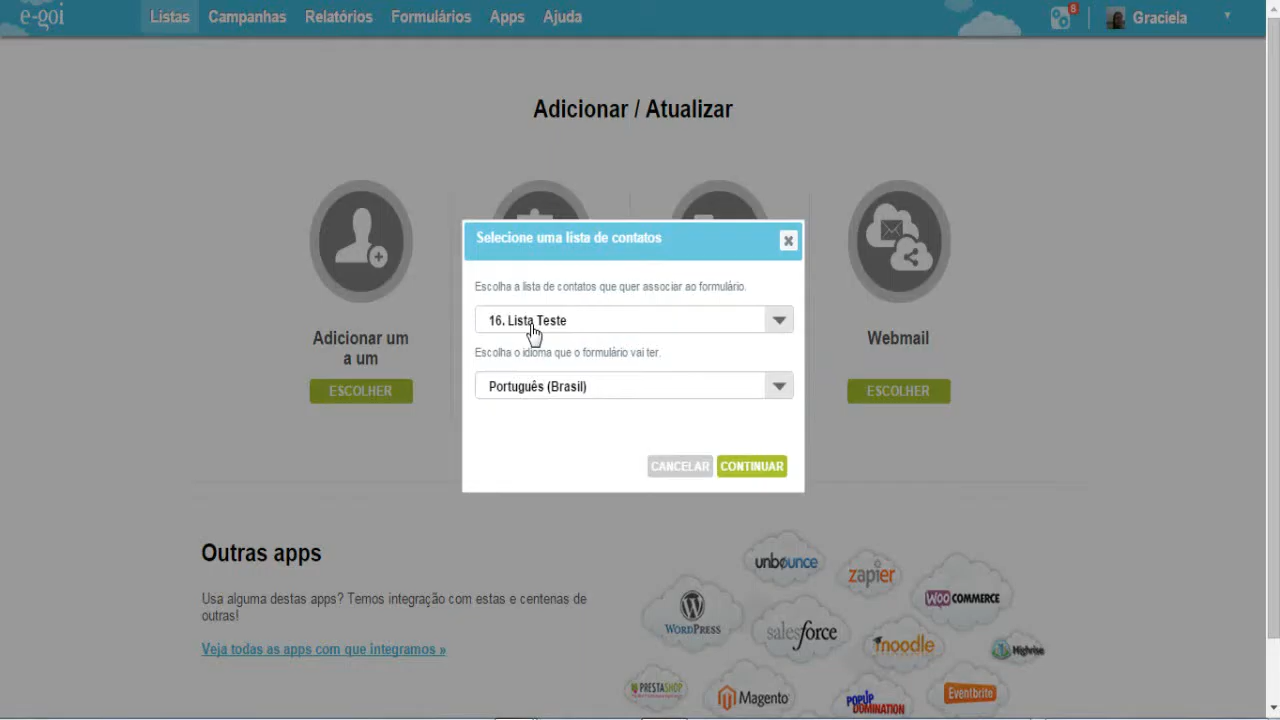 e-goi
Listas Campanhas Relatórios Formulários Apps Ajuda
8
Graciela
Adicionar / Atualizar
Selecione uma lista de contatos
Escolha a lista de contatos que quer associar ao formulário.
16. Lista Teste
Escolha o idioma que o formulário vai ter.
Português (Brasil)
CANCELAR CONTINUAR
Adicionar um
a um
ESCOLHER
Webmail
ESCOLHER
Outras apps
Usa alguma destas apps? Temos integração com estas e centenas de
outras!
Veja todas as apps com que integramos »
unbounce
zapier
WOO COMMERCE
WORDPRESS
salesforce
moodle
Highrise
PRESTASHOP
Magento
POPUP
DOMINATION
Eventbrite